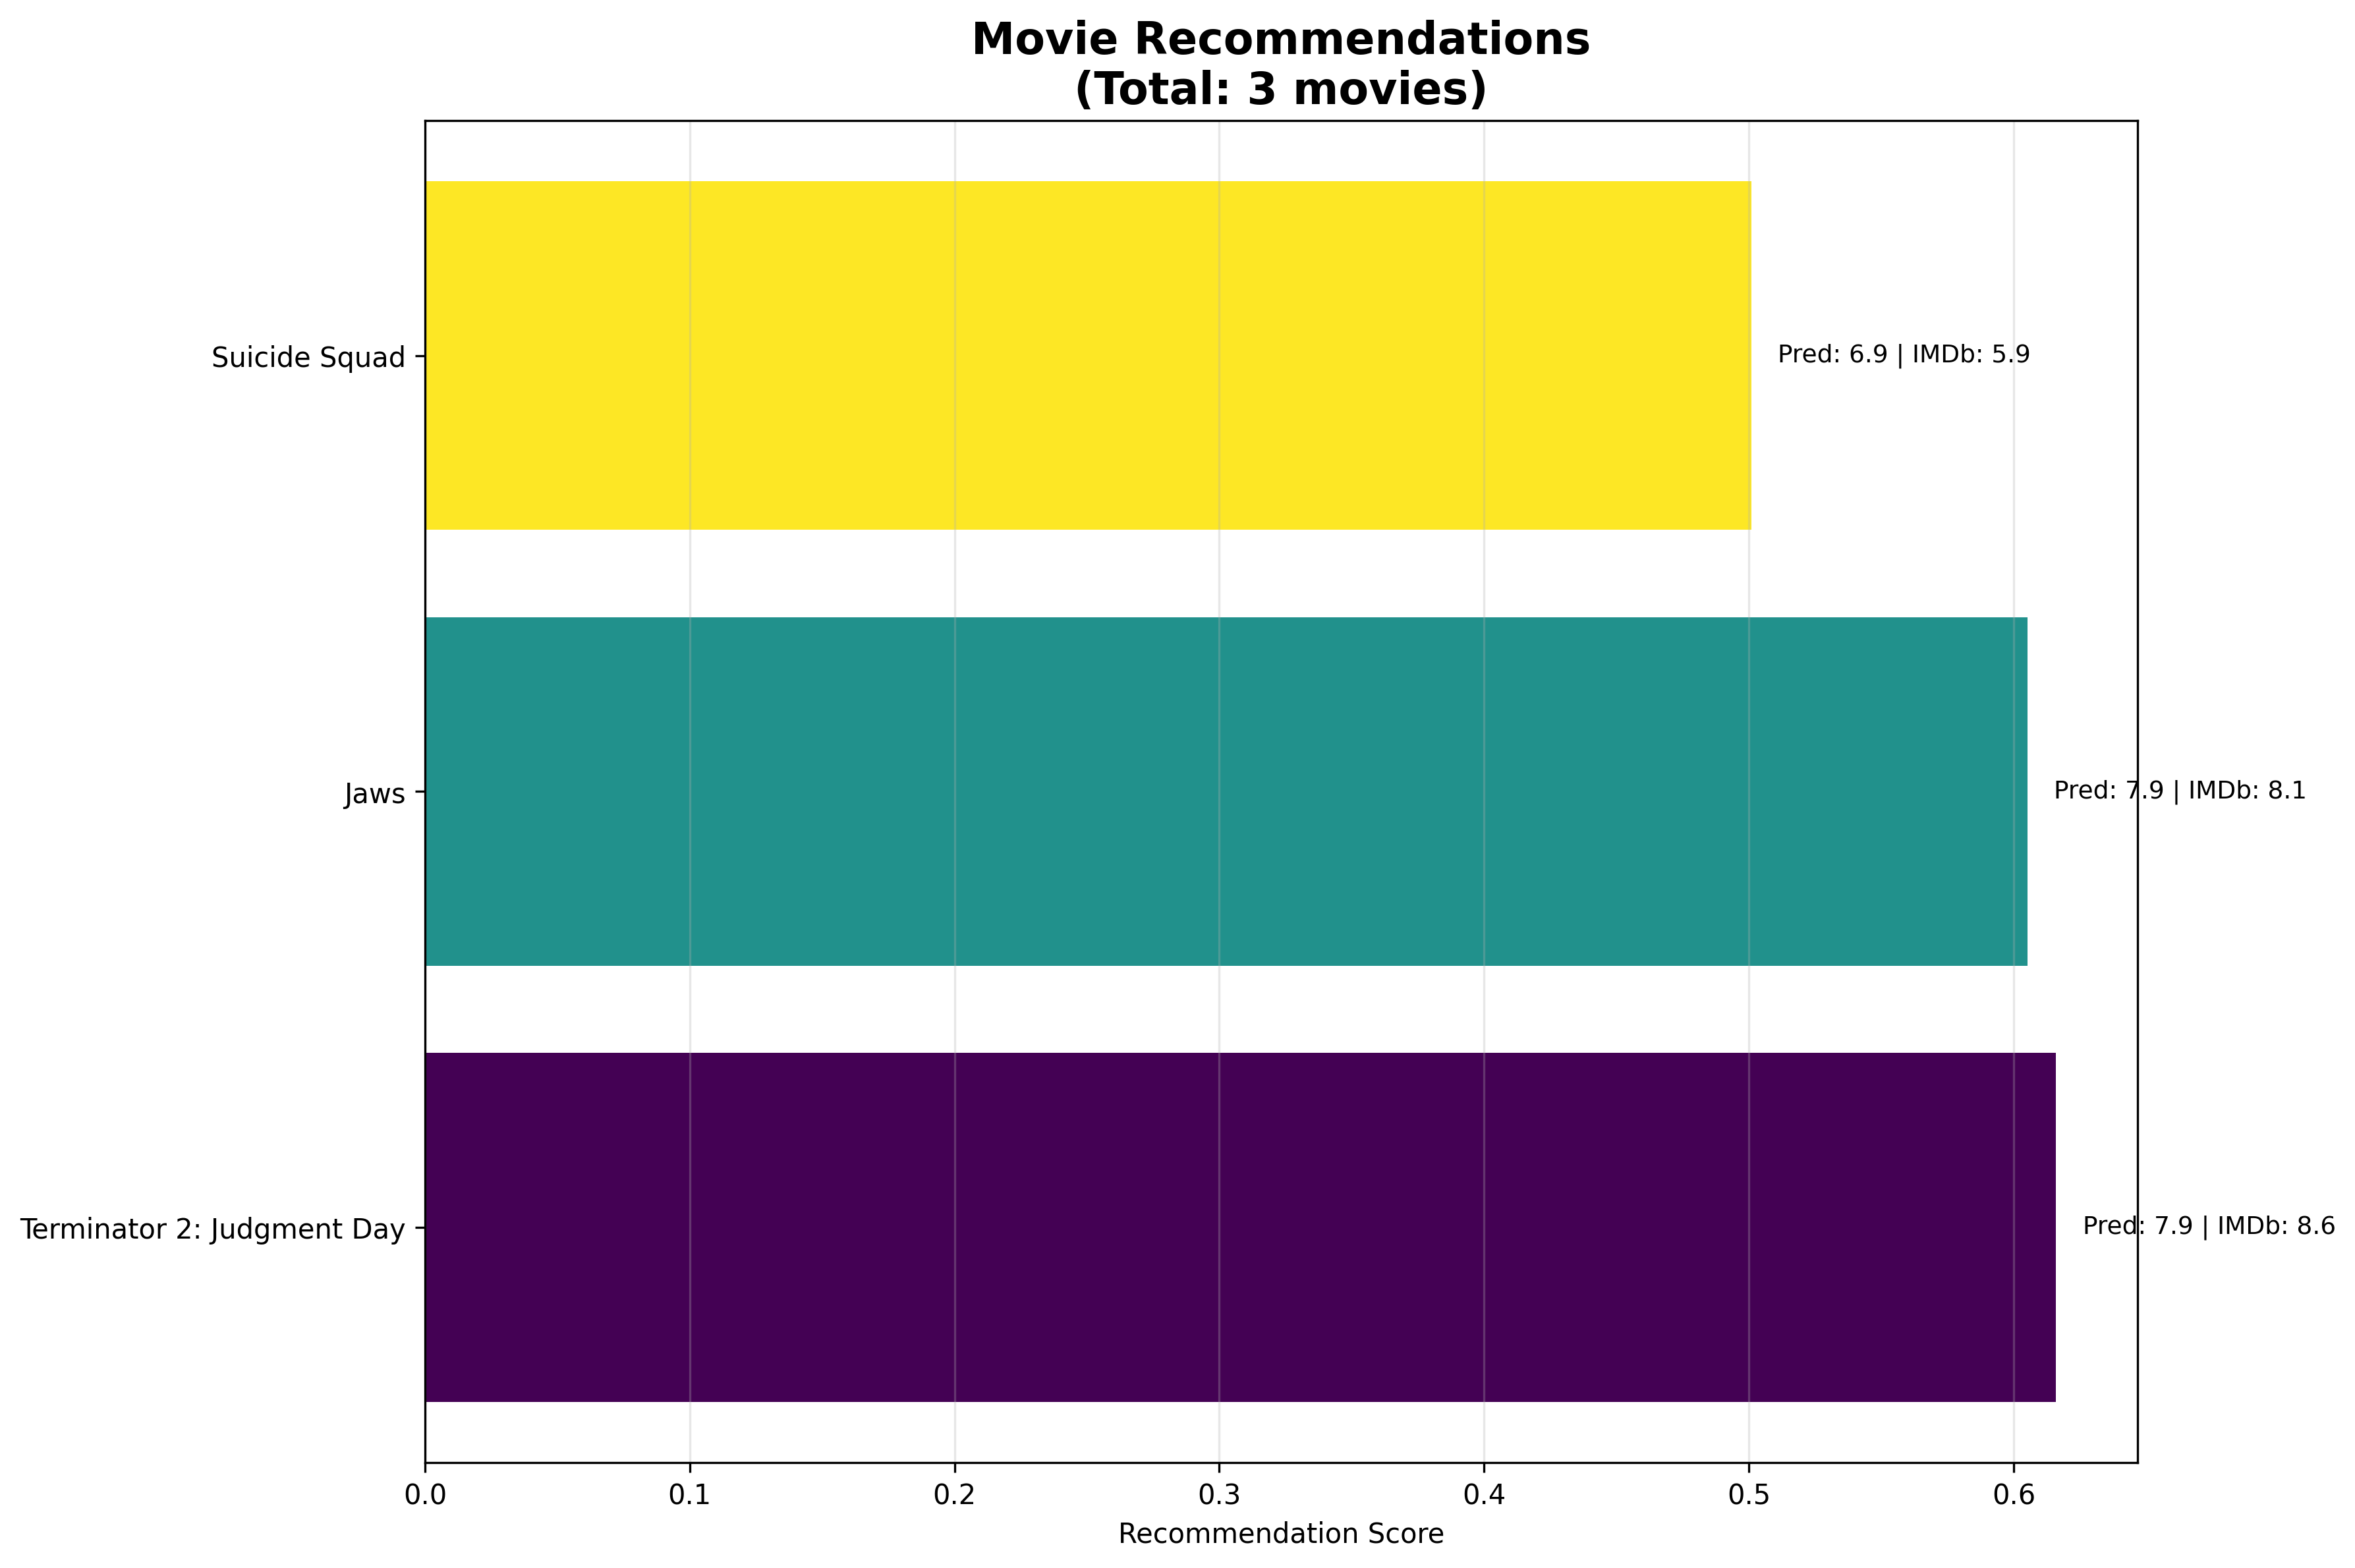 Movie Recommendations
(Total: 3 movies)
Suicide Squad
Pred: 6.9 | IMDb: 5.9
Jaws
Pred: 7.9 | IMDb: 8.1
Terminator 2: Judgment Day
Pred: 7.9 | IMDb: 8.6
0.0 0.1 0.2 0.3 0.4 0.5 0.6
Recommendation Score